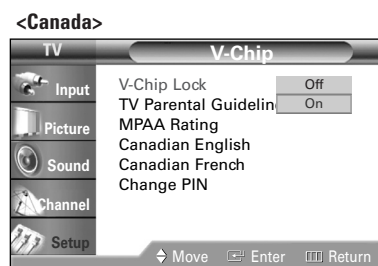 <Canada>
TV
V-Chip
Input
Picture
Sound
Channel
Setup
V-Chip Lock Off
TV Parental Guidelin On
MPAA Rating
Canadian English
Canadian French
Change PIN
Move Enter Return